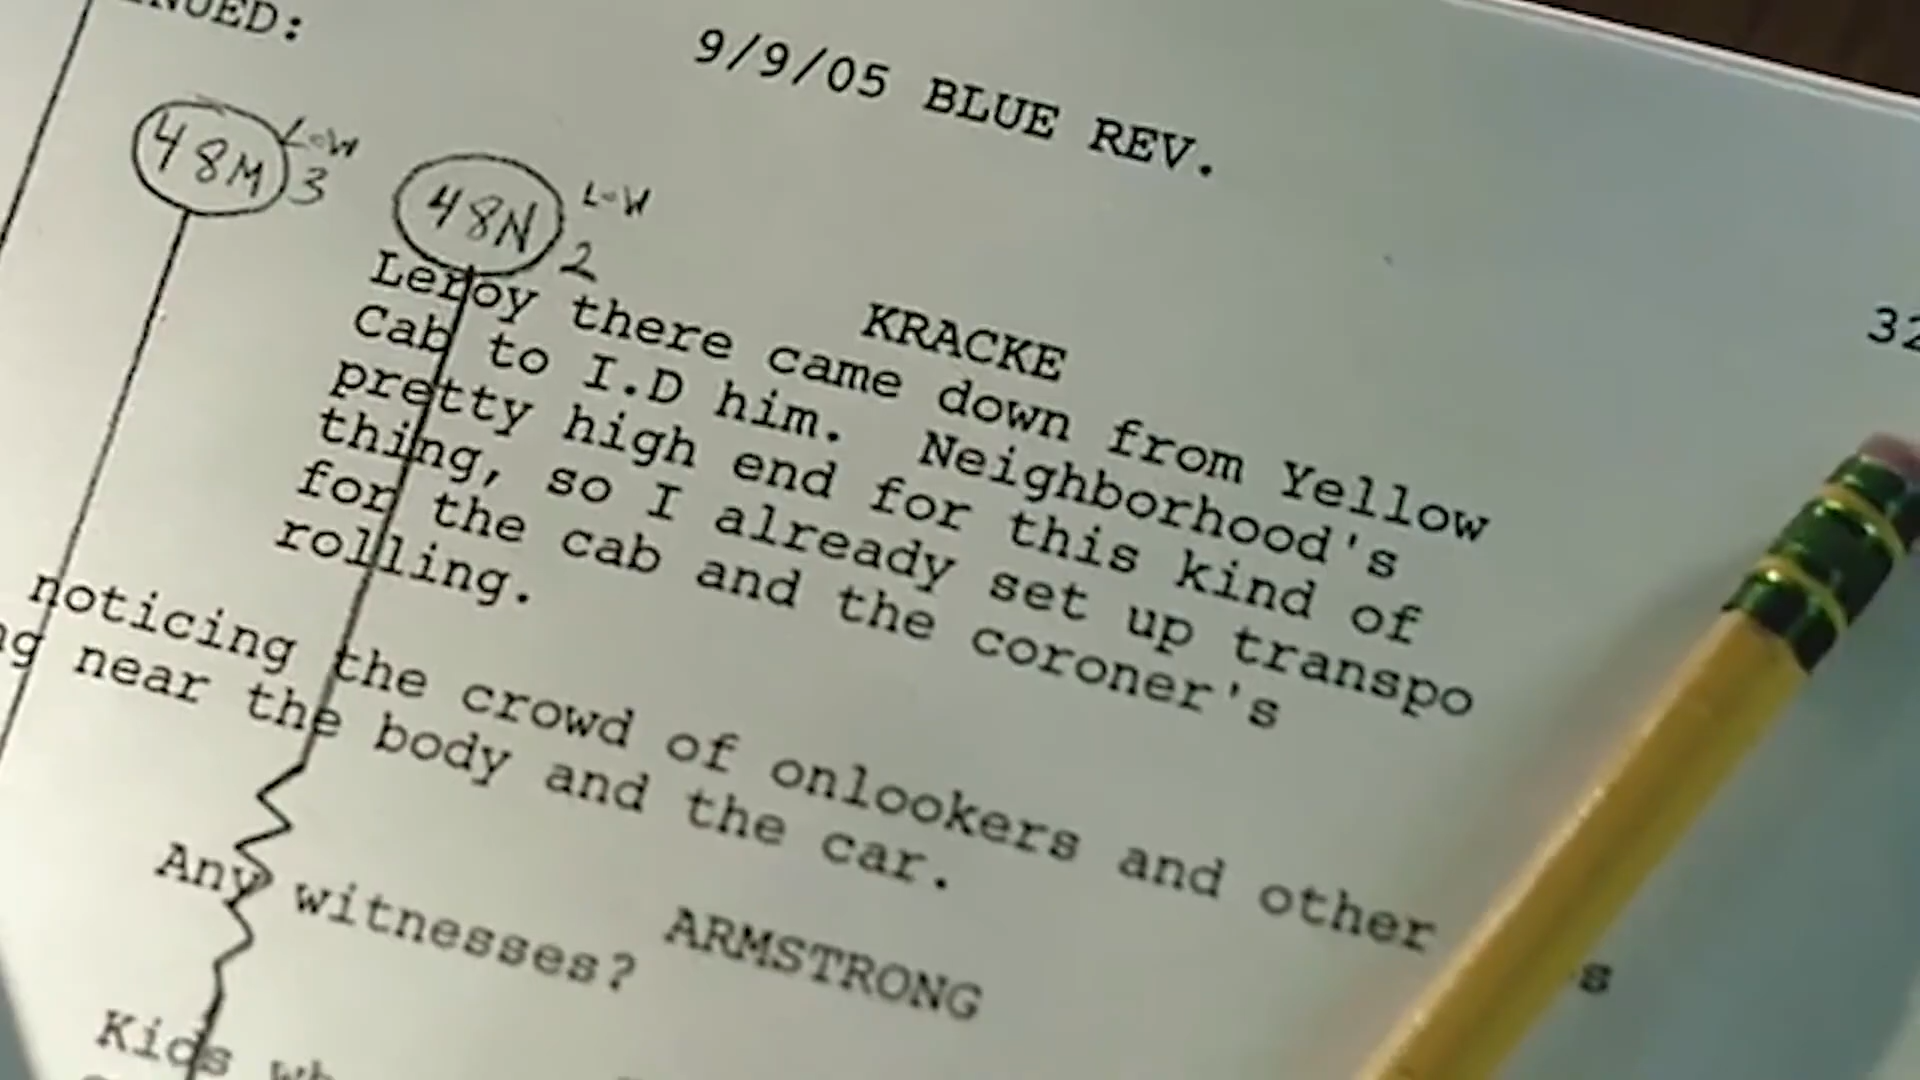 9/9/05 BLUE REV.
48M LOW 3
48N LOW 2
KRACKE
Leroy there came down from Yellow
Cab to I.D him. Neighborhood's
pretty high end for this kind of
thing, so I already set up transpo
for the cab and the coroner's
rolling.
noticing the crowd of onlookers and other
near the body and the car.
ARMSTRONG
Any witnesses?
Kids